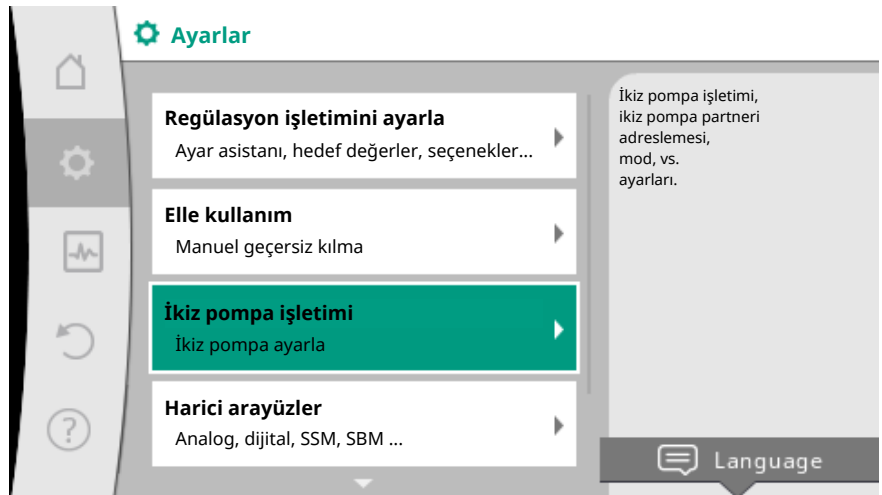 Ayarlar
Regülasyon işletimini ayarla
Ayar asistanı, hedef değerler, seçenekler...
Elle kullanım
Manuel geçersiz kılma
İkiz pompa işletimi
İkiz pompa ayarla
Harici arayüzler
Analog, dijital, SSM, SBM ...
İkiz pompa işletimi,
ikiz pompa partneri
adreslemesi,
mod, vs.
ayarları.
Language